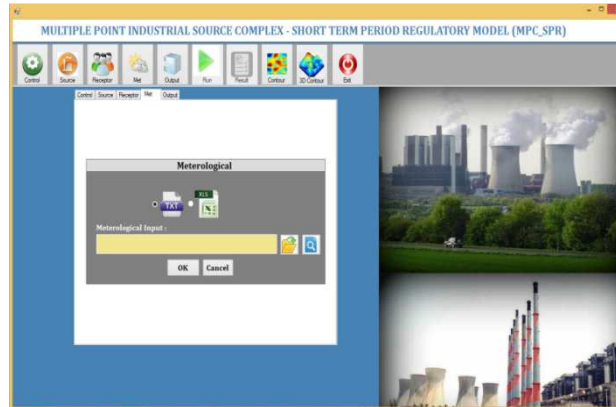 MULTIPLE POINT INDUSTRIAL SOURCE COMPLEX - SHORT TERM PERIOD REGULATORY MODEL (MPC_SPR)
Control Source Receptor Met Output Run Result Contour 3D Contour Exit
Control Source Receptor Met Output
Meterological
TXT XLS
Meterological Input :
OK Cancel